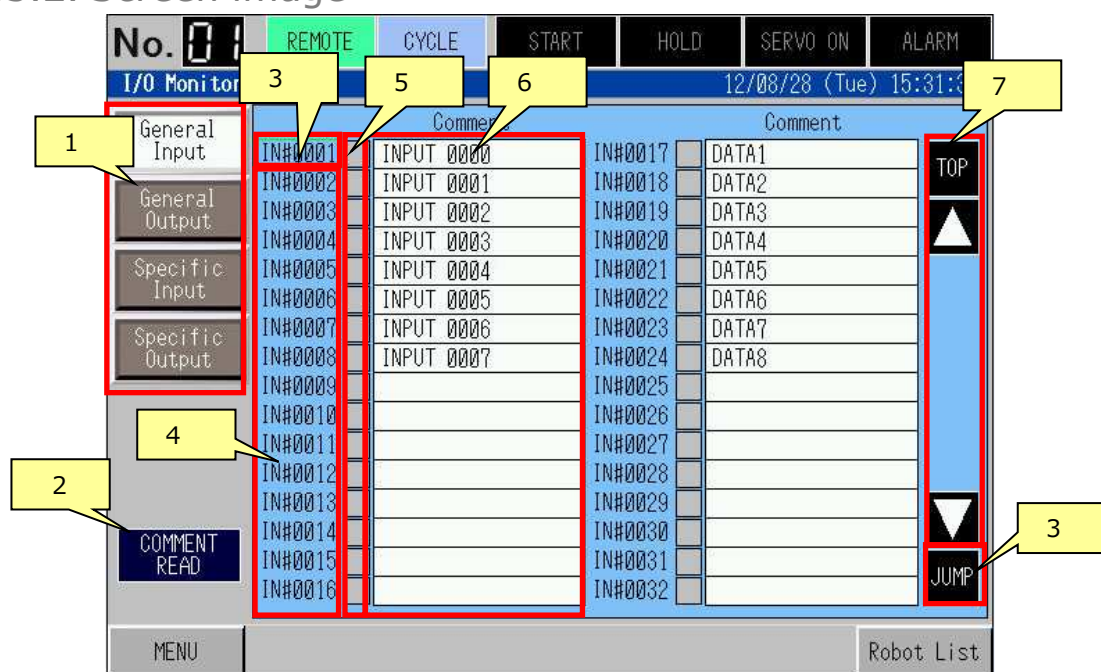 Screen image
No. 01 REMOTE CYCLE START HOLD SERVO ON ALARM
I/O Monitor 12/08/28 (Tue) 15:31:
3 5 6 7
1
General
Input
General
Output
Specific
Input
Specific
Output
4
2
COMMENT
READ
Comment Comment
IN#0001 INPUT 0000 IN#0017 DATA1
IN#0002 INPUT 0001 IN#0018 DATA2
IN#0003 INPUT 0002 IN#0019 DATA3
IN#0004 INPUT 0003 IN#0020 DATA4
IN#0005 INPUT 0004 IN#0021 DATA5
IN#0006 INPUT 0005 IN#0022 DATA6
IN#0007 INPUT 0006 IN#0023 DATA7
IN#0008 INPUT 0007 IN#0024 DATA8
IN#0009 IN#0025
IN#0010 IN#0026
IN#0011 IN#0027
IN#0012 IN#0028
IN#0013 IN#0029
IN#0014 IN#0030
IN#0015 IN#0031
IN#0016 IN#0032
TOP
3
JUMP
MENU Robot List